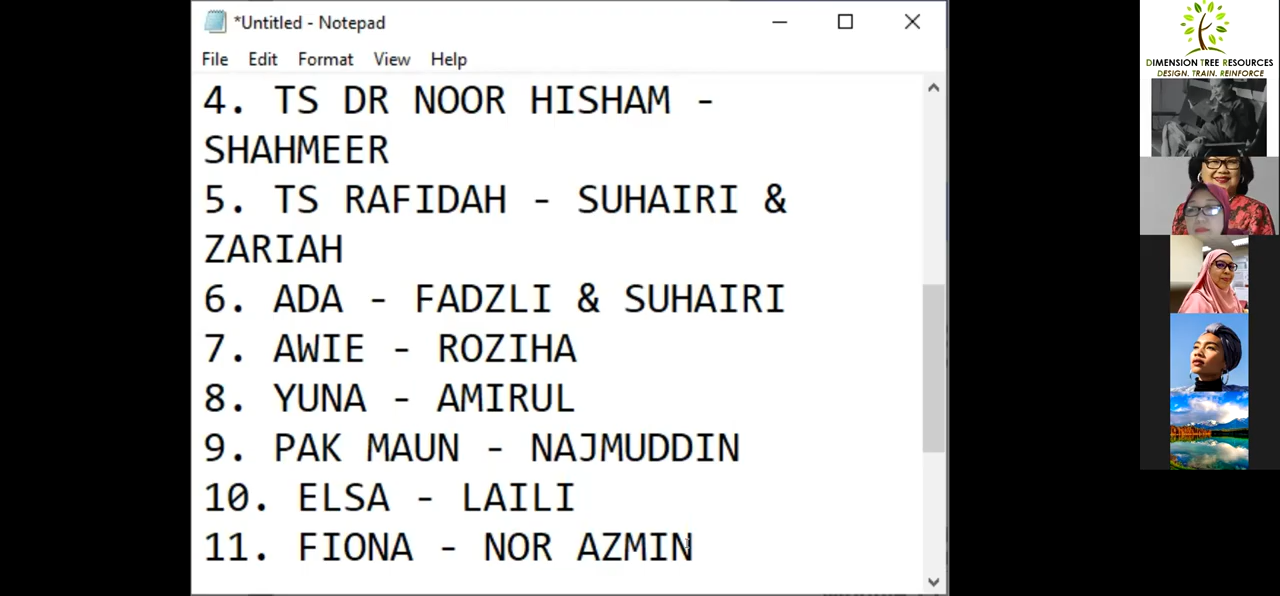 *Untitled - Notepad
File Edit Format View Help
4. TS DR NOOR HISHAM -
SHAHMEER
5. TS RAFIDAH - SUHAIRI &
ZARIAH
6. ADA - FADZLI & SUHAIRI
7. AWIE - ROZIHA
8. YUNA - AMIRUL
9. PAK MAUN - NAJMUDDIN
10. ELSA - LAILI
11. FIONA - NOR AZMIN
DIMENSION TREE RESOURCES
DESIGN. TRAIN. REINFORCE